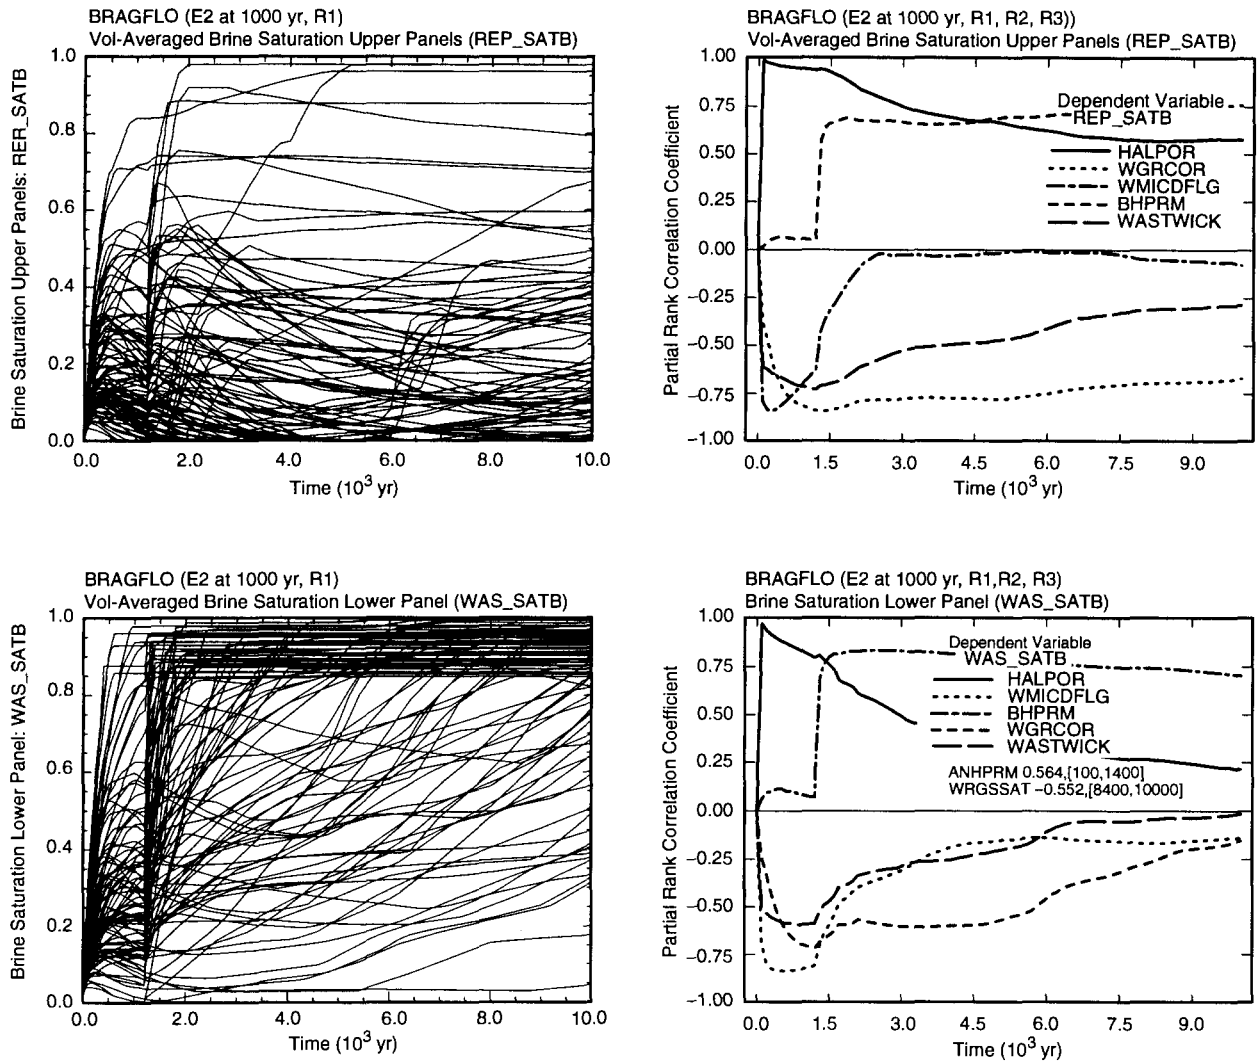 BRAGFLO (E2 at 1000 yr, R1)
Vol-Averaged Brine Saturation Upper Panels (REP_SATB)
Brine Saturation Upper Panels: RER_SATB
1.0
0.8
0.6
0.4
0.2
0.0
0.0 2.0 4.0 6.0 8.0 10.0
Time (10³ yr)
BRAGFLO (E2 at 1000 yr, R1, R2, R3))
Vol-Averaged Brine Saturation Upper Panels (REP_SATB)
Partial Rank Correlation Coefficient
1.00
0.75
0.50
0.00
−0.25
−0.50
−0.75
−1.00
Dependent Variable
REP_SATB
HALPOR
WGRCOR
WMICDFLG
BHPRM
WASTWICK
0.0 1.5 3.0 4.5 6.0 7.5 9.0
Time (10³ yr)
BRAGFLO (E2 at 1000 yr, R1)
Vol-Averaged Brine Saturation Lower Panel (WAS_SATB)
Brine Saturation Lower Panel: WAS_SATB
1.0
0.8
0.6
0.4
0.2
0.0
0.0 2.0 4.0 6.0 8.0 10.0
Time (10³ yr)
BRAGFLO (E2 at 1000 yr, R1,R2, R3)
Brine Saturation Lower Panel (WAS_SATB)
Partial Rank Correlation Coefficient
1.00
0.75
0.50
0.25
0.00
−0.25
−0.50
−0.75
−1.00
Dependent Variable
WAS_SATB
HALPOR
WMICDFLG
BHPRM
WGRCOR
WASTWICK
ANHPRM 0.564,[100,1400]
WRGSSAT −0.552,[8400,10000]
0.0 1.5 3.0 4.5 6.0 7.5 9.0
Time (10³ yr)